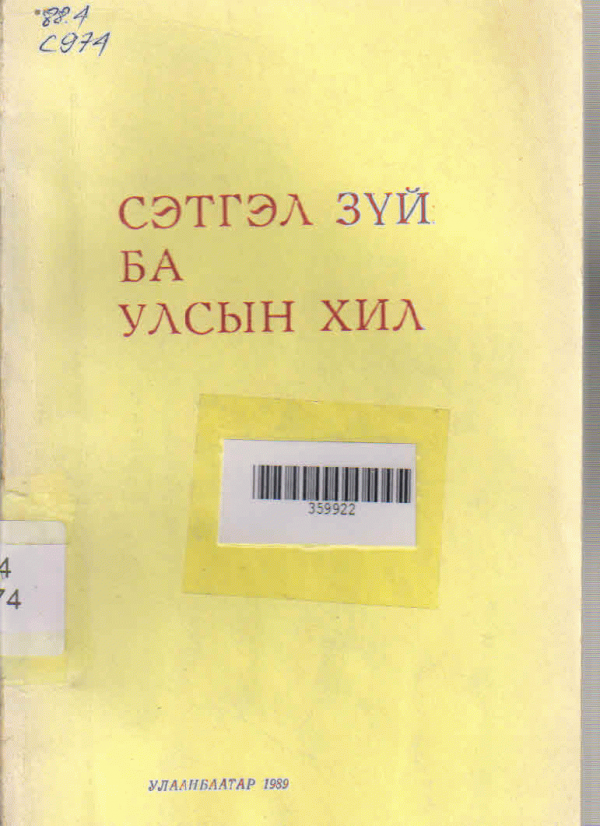 88.4
С974
СЭТГЭЛ ЗҮЙ
БА
УЛСЫН ХИЛ
359922
4
74
УЛААНБААТАР 1989